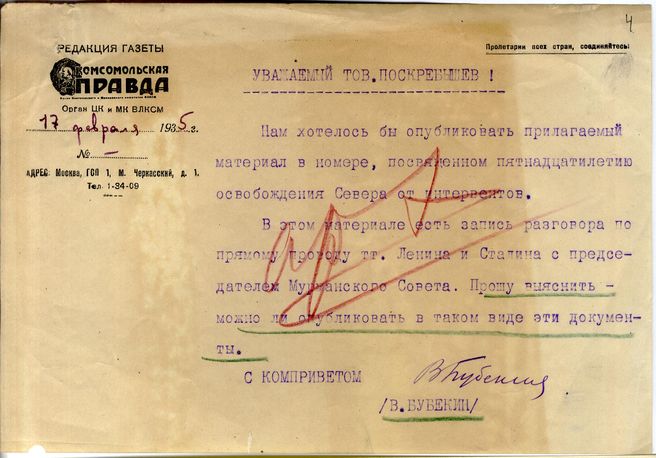 4
РЕДАКЦИЯ ГАЗЕТЫ
КОМСОМОЛЬСКАЯ
ПРАВДА
Орган ЦК и МК ВЛКСМ
17 февраля 1935 г.
№ —
АДРЕС: Москва, ГСП 1, М. Черкасский, д. 1.
Тел. 1-34-09
Пролетарии всех стран, соединяйтесь!
УВАЖАЕМЫЙ ТОВ. ПОСКРЕБЫШЕВ !
Нам хотелось бы опубликовать прилагаемый
материал в номере, посвященном пятнадцатилетию
освобождения Севера от интервентов.
В этом материале есть запись разговора по
прямому проводу тт. Ленина и Сталина с предсе-
дателем Мурманского Совета. Прошу выяснить -
можно ли опубликовать в таком виде эти докумен-
ты.
С КОМПРИВЕТОМ
В Бубекин
/В. БУБЕКИН/